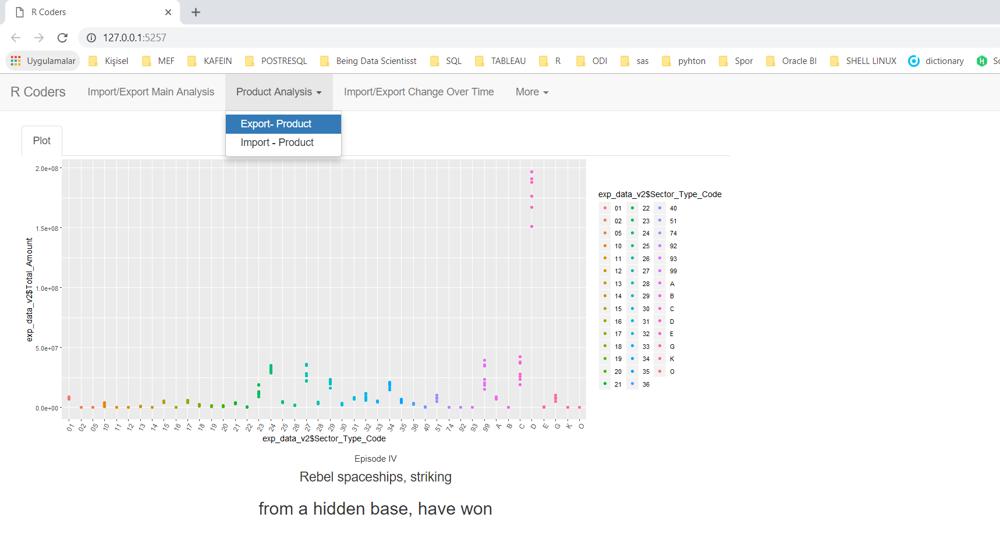 R Coders
127.0.0.1:5257
Uygulamalar Kişisel MEF KAFEIN POSTRESQL Being Data Scientisst SQL TABLEAU R ODI sas pyhton Spor Oracle BI SHELL LINUX dictionary
R Coders Import/Export Main Analysis Product Analysis Import/Export Change Over Time More
Export- Product
Import - Product
Plot
2.0e+08
1.5e+08
1.0e+08
5.0e+07
0.0e+00
exp_data_v2$Total_Amount
01 02 05 10 11 12 13 14 15 16 17 18 19 20 21 22 23 24 25 26 27 28 29 30 31 32 33 34 35 36 40 51 74 92 93 99 A B C D E G K O
exp_data_v2$Sector_Type_Code
exp_data_v2$Sector_Type_Code
01 22 40
02 23 51
05 24 74
10 25 92
11 26 93
12 27 99
13 28 A
14 29 B
15 30 C
16 31 D
17 32 E
18 33 G
19 34 K
20 35 O
21 36
Episode IV
Rebel spaceships, striking
from a hidden base, have won